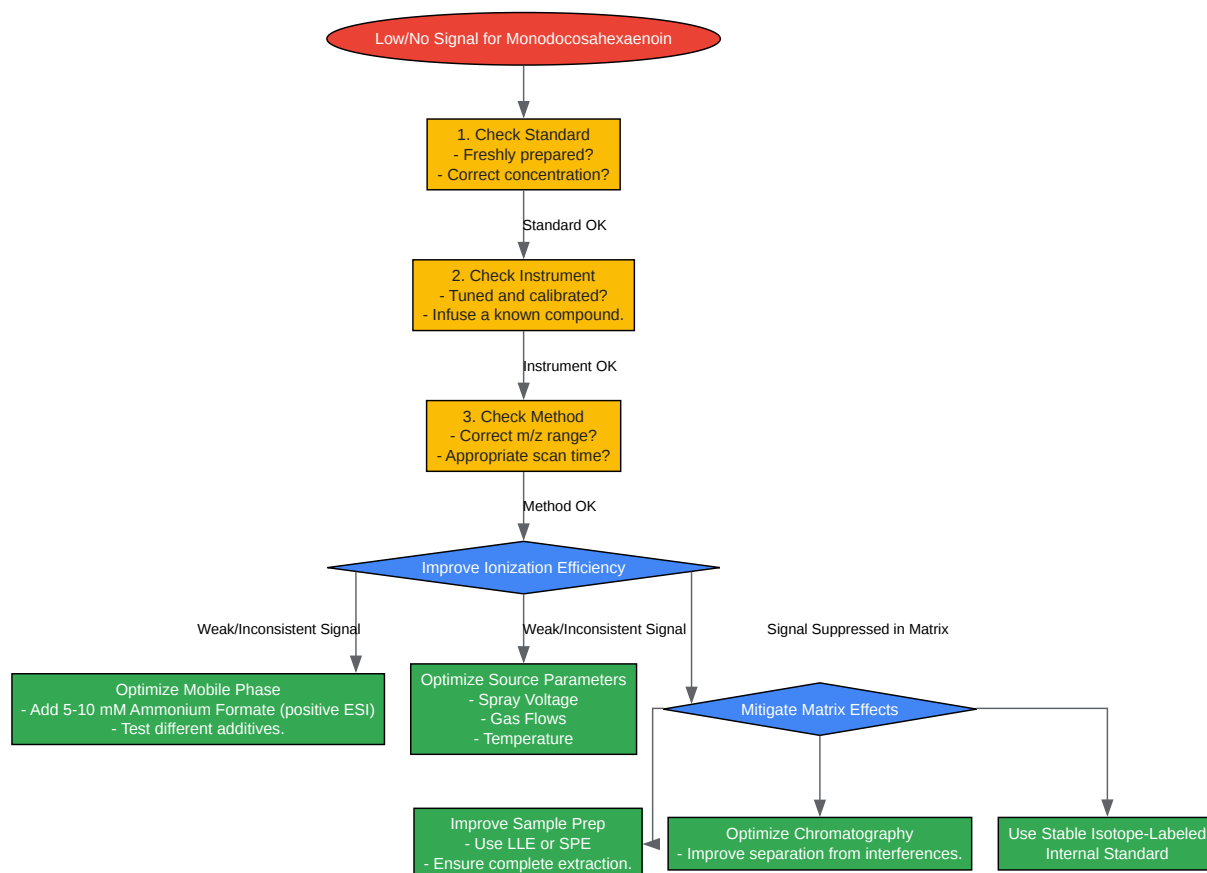 Low/No Signal for Monodocosahexaenoin
1. Check Standard
- Freshly prepared?
- Correct concentration?
Standard OK
2. Check Instrument
- Tuned and calibrated?
- Infuse a known compound.
Instrument OK
3. Check Method
- Correct m/z range?
- Appropriate scan time?
Method OK
Improve Ionization Efficiency
Weak/Inconsistent Signal
Weak/Inconsistent Signal
Signal Suppressed in Matrix
Optimize Mobile Phase
- Add 5-10 mM Ammonium Formate (positive ESI)
- Test different additives.
Optimize Source Parameters
- Spray Voltage
- Gas Flows
- Temperature
Mitigate Matrix Effects
Improve Sample Prep
- Use LLE or SPE
- Ensure complete extraction.
Optimize Chromatography
- Improve separation from interferences.
Use Stable Isotope-Labeled
Internal Standard